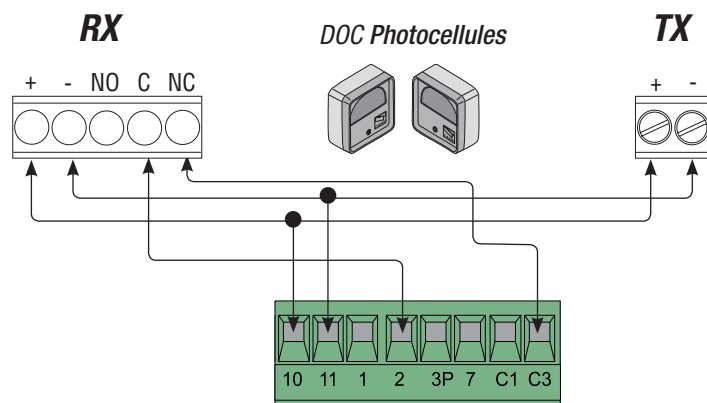 RX DOC Photocellules TX
+ - NO C NC + -
10 11 1 2 3P 7 C1 C3